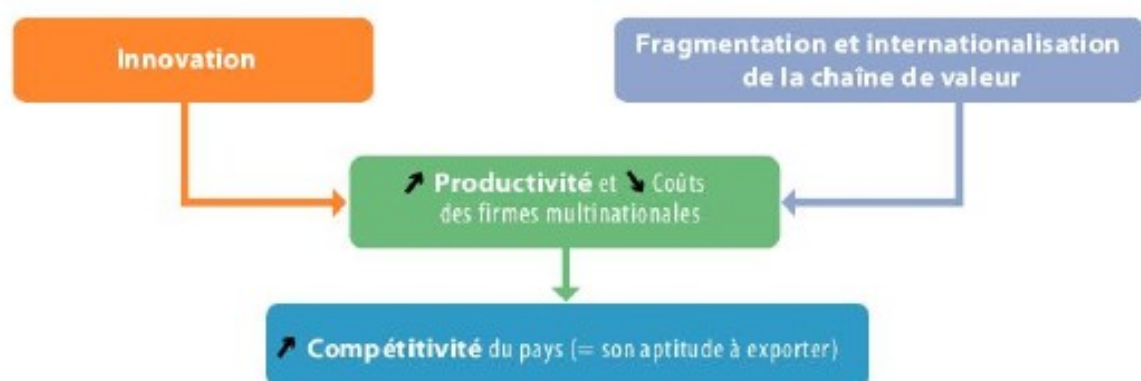 Innovation
Fragmentation et internationalisation
de la chaîne de valeur
↗ Productivité et ↘ Coûts
des firmes multinationales
↗ Compétitivité du pays (= son aptitude à exporter)